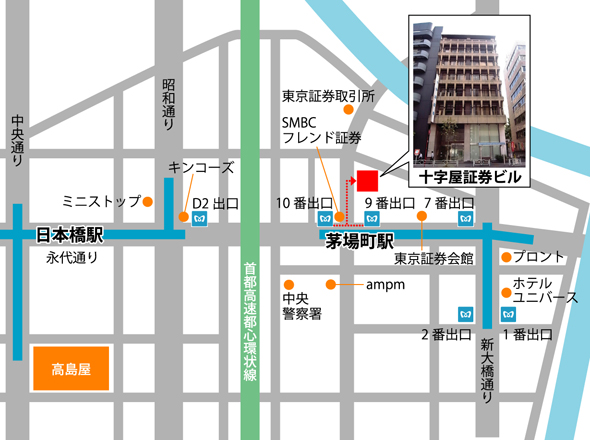 十字屋証券ビル
東京証券取引所
SMBC
フレンド証券
昭和通り
中央通り
キンコーズ
ミニストップ
D2 出口
10 番出口
9 番出口
7 番出口
日本橋駅
茅場町駅
永代通り
東京証券会館
プロント
首都高速都心環状線
中央
警察署
ampm
ホテル
ユニバース
2 番出口
1 番出口
新大橋通り
高島屋